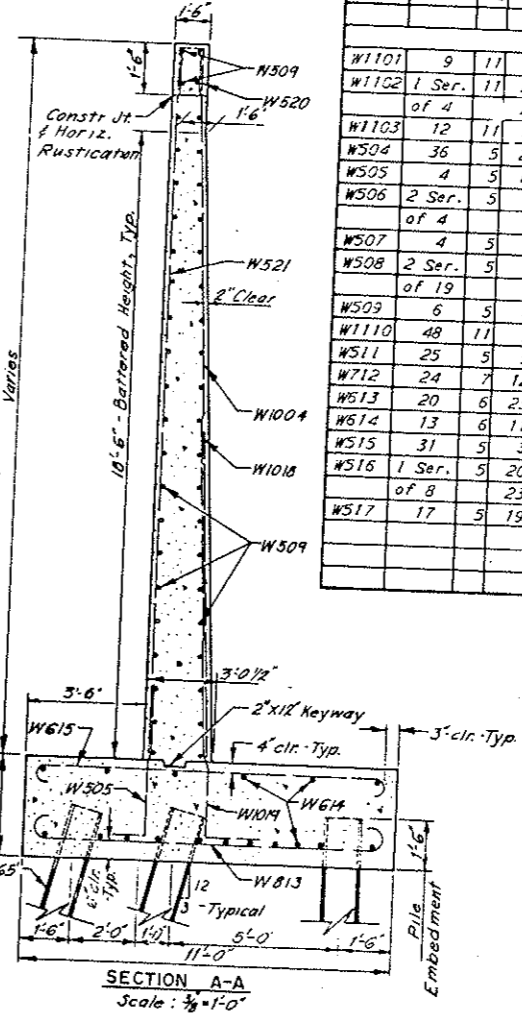 1'-6"
1'-6"
W509
W520
Constr Jt.
& Horiz.
Rustication
1'-6"
W521
2" Clear
Varies
18'-6" - Battered Height, Typ.
W1004
W1018
W509
3'-0 1/2"
3'-6"
2"x12" Keyway
3" clr. - Typ.
W615
4" clr. - Typ.
W505
W614
W1019
6" clr.
- Typ.
W813
12
3 - Typical
1'-6"
Pile
Embedment
1'-6"
2'-0"
1'-0"
5'-0"
1'-6"
11'-0"
SECTION A-A
Scale : 3/8"=1'-0"
W1101 9 11
W1102 1 Ser. 11
of 4
W1103 12 11
W504 36 5
W505 4 5
W506 2 Ser. 5
of 4
W507 4 5
W508 2 Ser. 5
of 19
W509 6 5
W1110 48 11
W511 25 5
W712 24 7
W613 20 6
W614 13 6
W515 31 5
W516 1 Ser. 5 20
of 8 23
W517 17 5 19